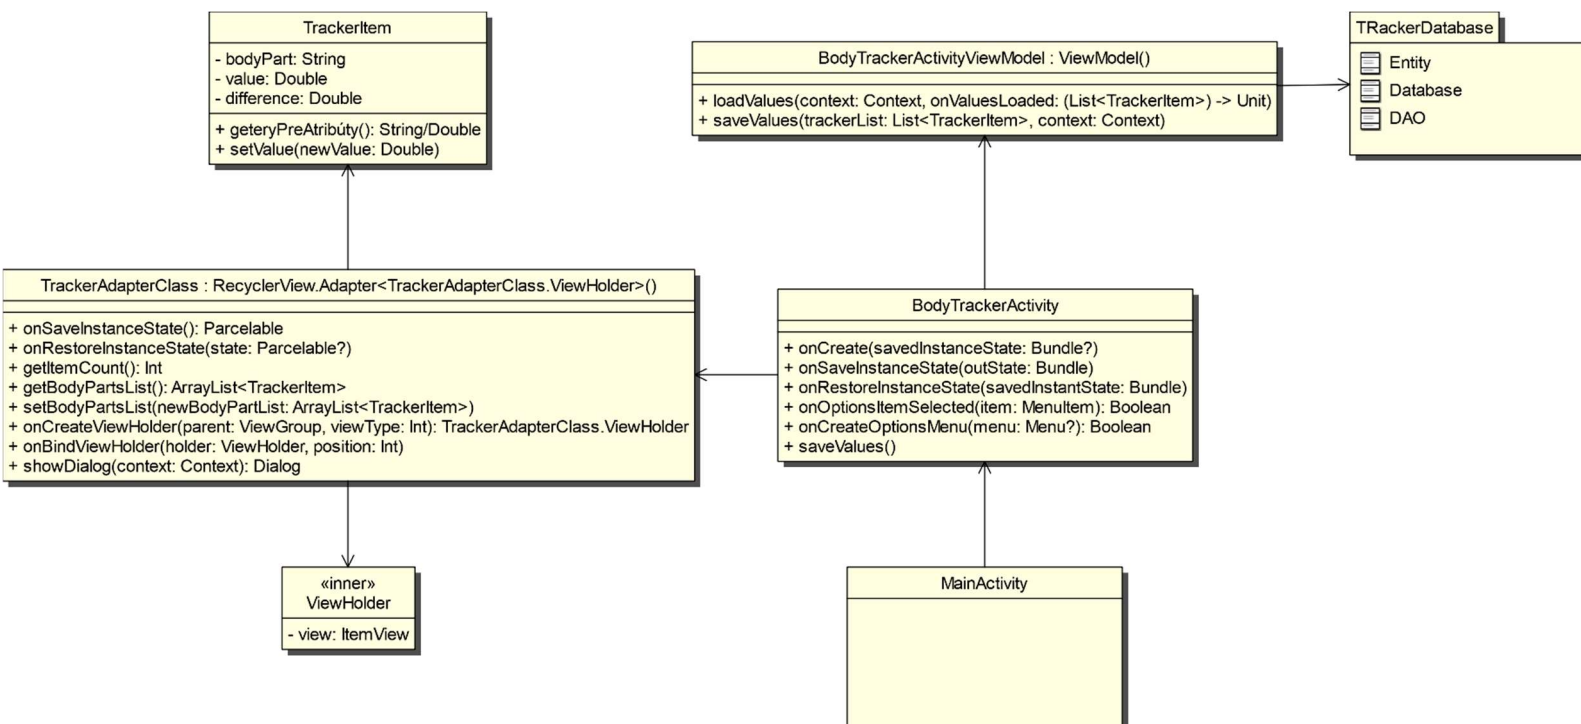 TrackerItem
- bodyPart: String
- value: Double
- difference: Double
+ geteryPreAtribúty(): String/Double
+ setValue(newValue: Double)
BodyTrackerActivityViewModel : ViewModel()
+ loadValues(context: Context, onValuesLoaded: (List<TrackerItem>) -> Unit)
+ saveValues(trackerList: List<TrackerItem>, context: Context)
TRackerDatabase
Entity
Database
DAO
TrackerAdapterClass : RecyclerView.Adapter<TrackerAdapterClass.ViewHolder>()
+ onSaveInstanceState(): Parcelable
+ onRestoreInstanceState(state: Parcelable?)
+ getItemCount(): Int
+ getBodyPartsList(): ArrayList<TrackerItem>
+ setBodyPartsList(newBodyPartList: ArrayList<TrackerItem>)
+ onCreateViewHolder(parent: ViewGroup, viewType: Int): TrackerAdapterClass.ViewHolder
+ onBindViewHolder(holder: ViewHolder, position: Int)
+ showDialog(context: Context): Dialog
BodyTrackerActivity
+ onCreate(savedInstanceState: Bundle?)
+ onSaveInstanceState(outState: Bundle)
+ onRestoreInstanceState(savedInstantState: Bundle)
+ onOptionsItemSelected(item: MenuItem): Boolean
+ onCreateOptionsMenu(menu: Menu?): Boolean
+ saveValues()
«inner»
ViewHolder
- view: ItemView
MainActivity